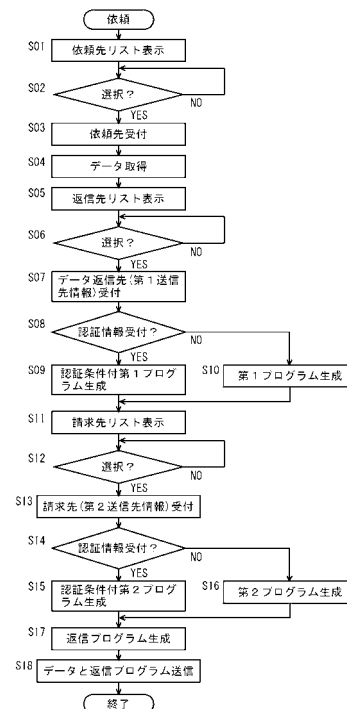 依頼
S01
依頼先リスト表示
S02
選択？
NO
YES
S03
依頼先受付
S04
データ取得
S05
返信先リスト表示
S06
選択？
NO
YES
S07
データ返信先(第1送信
先情報)受付
S08
認証情報受付？
NO
YES
S09
認証条件付第1プログ
ラム生成
S10
第1プログラム生成
S11
請求先リスト表示
S12
選択？
NO
YES
S13
請求先(第2送信先情報)受付
S14
認証情報受付？
NO
YES
S15
認証条件付第2プログ
ラム生成
S16
第2プログラム生成
S17
返信プログラム生成
S18
データと返信プログラム送信
終了